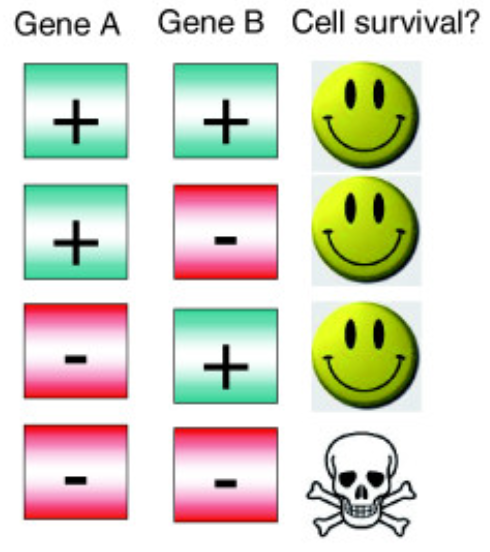 Gene A Gene B Cell survival?
+ +
+ -
- +
- -